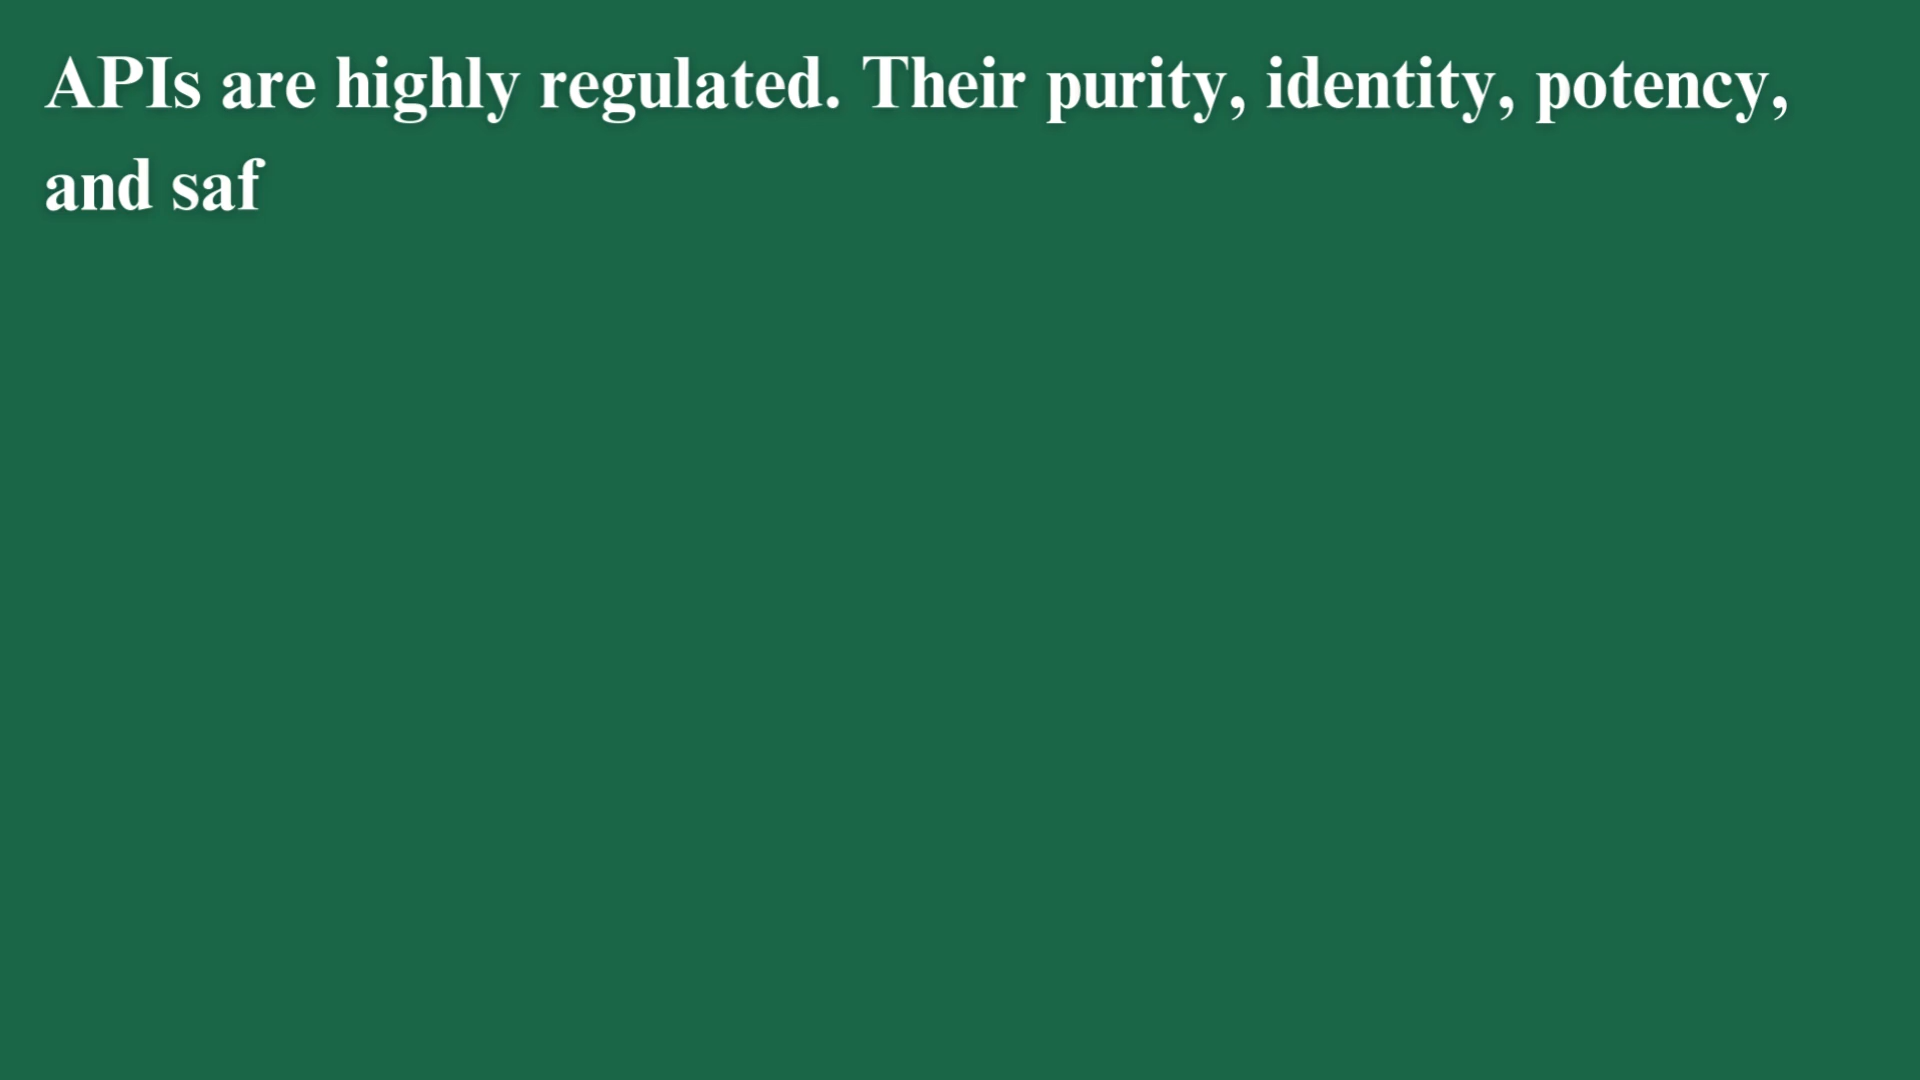 APIs are highly regulated. Their purity, identity, potency,
and saf